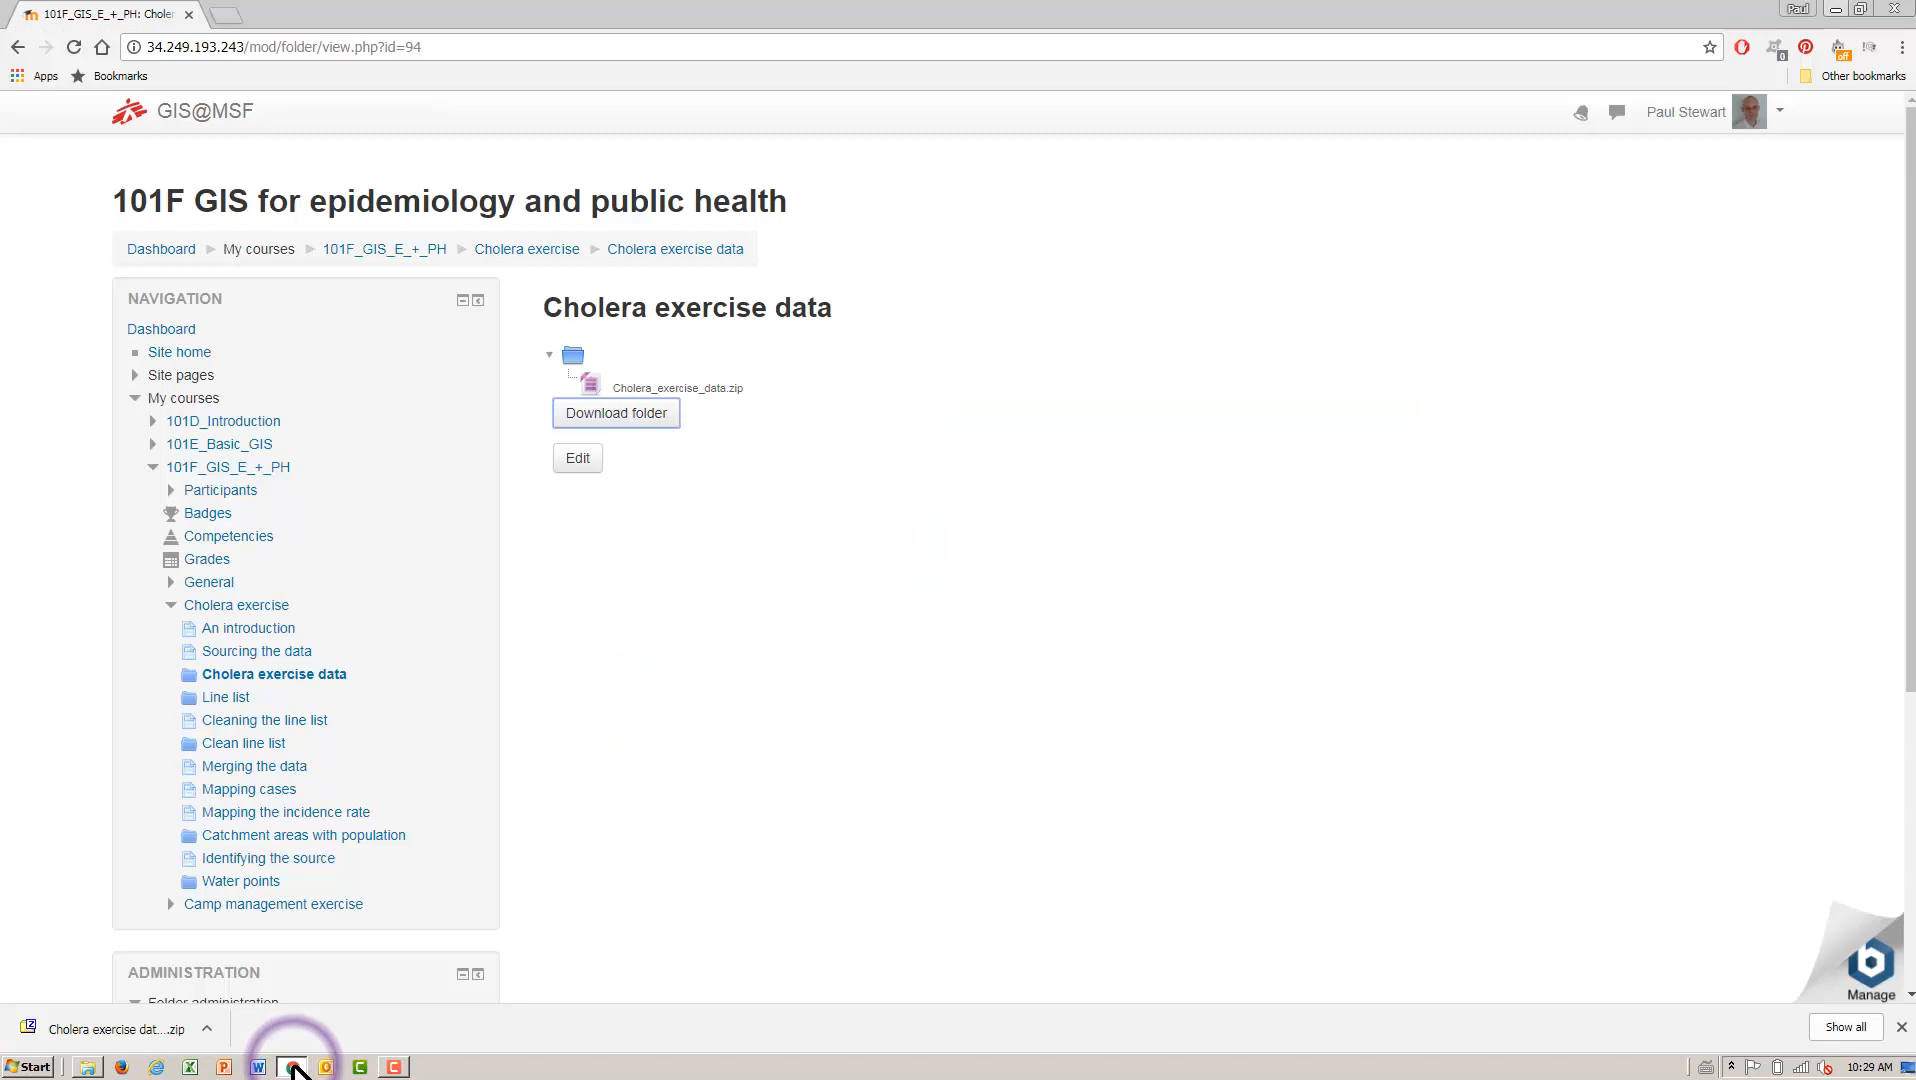 101F_GIS_E_+_PH: Choler
Paul
34.249.193.243/mod/folder/view.php?id=94
Apps
Bookmarks
Other bookmarks
GIS@MSF
Paul Stewart
101F GIS for epidemiology and public health
Dashboard
My courses
101F_GIS_E_+_PH
Cholera exercise
Cholera exercise data
NAVIGATION
Dashboard
Site home
Site pages
My courses
101D_Introduction
101E_Basic_GIS
101F_GIS_E_+_PH
Participants
Badges
Competencies
Grades
General
Cholera exercise
An introduction
Sourcing the data
Cholera exercise data
Line list
Cleaning the line list
Clean line list
Merging the data
Mapping cases
Mapping the incidence rate
Catchment areas with population
Identifying the source
Water points
Camp management exercise
ADMINISTRATION
Folder administration
Cholera exercise data
Cholera_exercise_data.zip
Download folder
Edit
Manage
Cholera exercise dat....zip
Show all
Start
10:29 AM